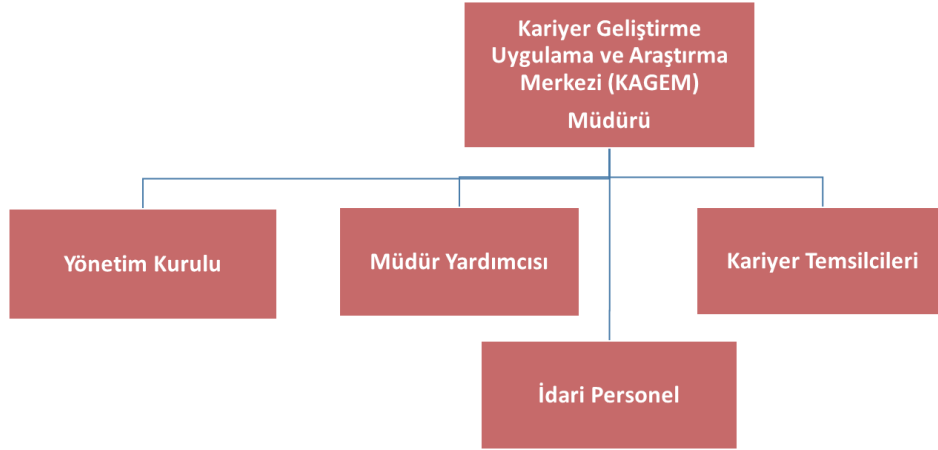 Kariyer Geliştirme
Uygulama ve Araştırma
Merkezi (KAGEM)
Müdürü
Yönetim Kurulu
Müdür Yardımcısı
Kariyer Temsilcileri
İdari Personel